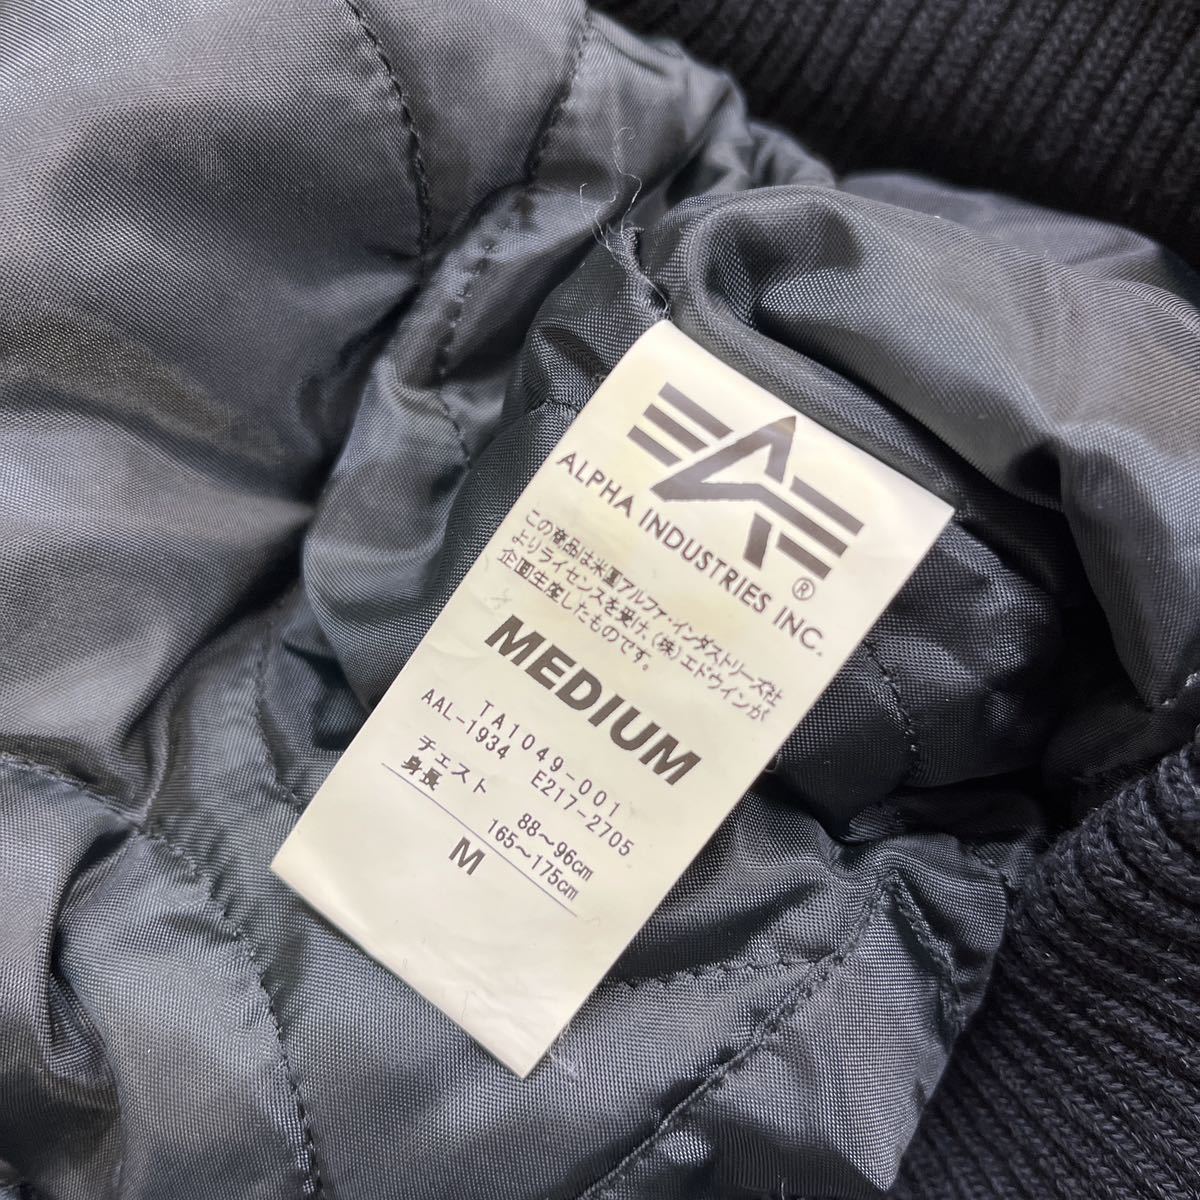 ALPHA INDUSTRIES INC.
®
この商品は米国アルファ・インダストリーズ社
よりライセンスを受け、(株)エドウインが
企画生産したものです。
MEDIUM
TA1049-001
AAL-1934 E217-2705
チェスト 88～96cm
身長 165～175cm
M